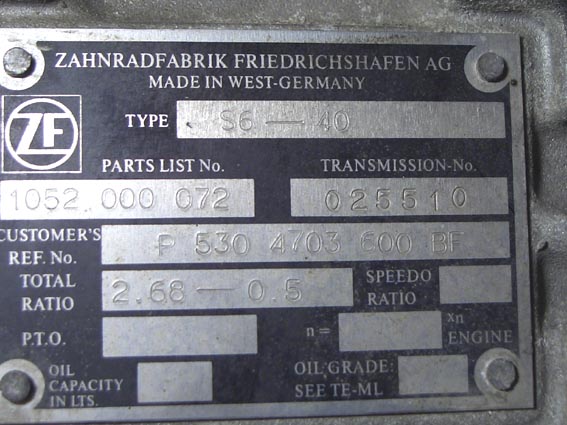 ZAHNRADFABRIK FRIEDRICHSHAFEN AG
MADE IN WEST-GERMANY
ZF
TYPE S6 — 40
PARTS LIST No. TRANSMISSION-No.
1052 000 072 025510
CUSTOMER'S REF. No. P 530 4703 600 BF
TOTAL RATIO 2.68 — 0.5 SPEEDO RATIO
P.T.O. n = xn ENGINE
OIL CAPACITY IN LTS. OIL GRADE: SEE TE-ML